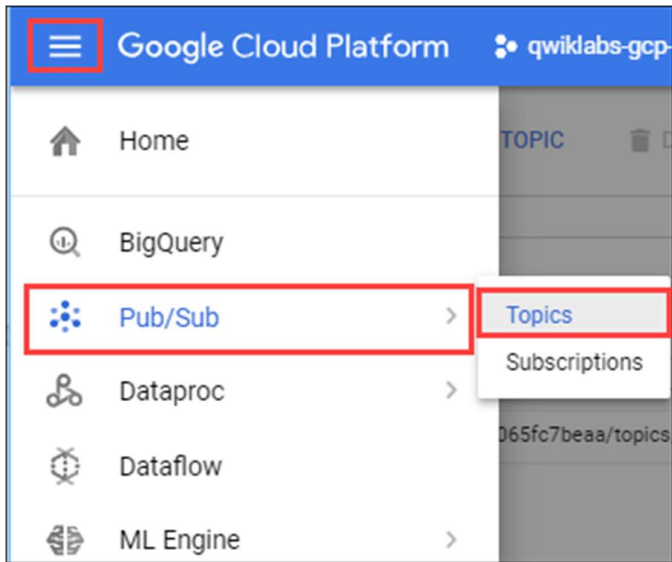 Google Cloud Platform qwiklabs-gcp-
Home
TOPIC
BigQuery
Pub/Sub
Topics
Subscriptions
Dataproc
065fc7beaa/topics
Dataflow
ML Engine